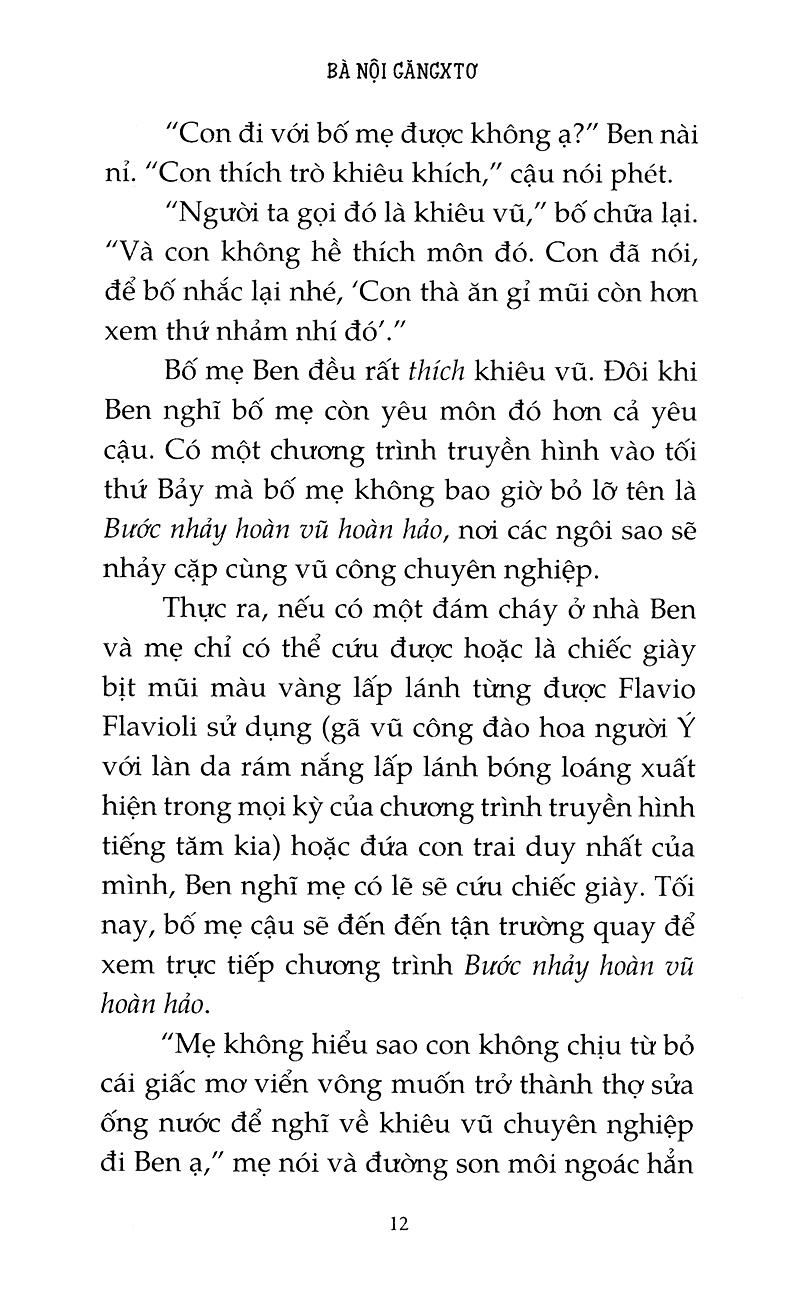 BÀ NỘI GĂNGXTƠ
“Con đi với bố mẹ được không ạ?” Ben nài
nỉ. “Con thích trò khiêu khích,” cậu nói phét.
“Người ta gọi đó là khiêu vũ,” bố chữa lại.
“Và con không hề thích môn đó. Con đã nói,
để bố nhắc lại nhé, ‘Con thà ăn gỉ mũi còn hơn
xem thứ nhảm nhí đó’.”
Bố mẹ Ben đều rất thích khiêu vũ. Đôi khi
Ben nghĩ bố mẹ còn yêu môn đó hơn cả yêu
cậu. Có một chương trình truyền hình vào tối
thứ Bảy mà bố mẹ không bao giờ bỏ lỡ tên là
Bước nhảy hoàn vũ hoàn hảo, nơi các ngôi sao sẽ
nhảy cặp cùng vũ công chuyên nghiệp.
Thực ra, nếu có một đám cháy ở nhà Ben
và mẹ chỉ có thể cứu được hoặc là chiếc giày
bịt mũi màu vàng lấp lánh từng được Flavio
Flavioli sử dụng (gã vũ công đào hoa người Ý
với làn da rám nắng lấp lánh bóng loáng xuất
hiện trong mọi kỳ của chương trình truyền hình
tiếng tăm kia) hoặc đứa con trai duy nhất của
mình, Ben nghĩ mẹ có lẽ sẽ cứu chiếc giày. Tối
nay, bố mẹ cậu sẽ đến đến tận trường quay để
xem trực tiếp chương trình Bước nhảy hoàn vũ
hoàn hảo.
“Mẹ không hiểu sao con không chịu từ bỏ
cái giấc mơ viển vông muốn trở thành thợ sửa
ống nước để nghĩ về khiêu vũ chuyên nghiệp
đi Ben ạ,” mẹ nói và đường son môi ngoác hẳn
12